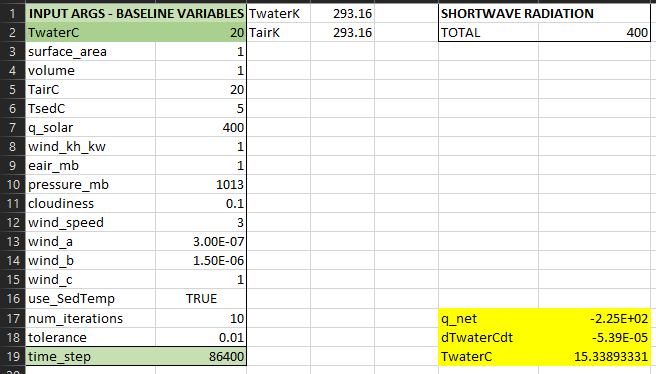 1 INPUT ARGS - BASELINE VARIABLES TwaterK 293.16 SHORTWAVE RADIATION
2 TwaterC 20 TairK 293.16 TOTAL 400
3 surface_area 1
4 volume 1
5 TairC 20
6 TsedC 5
7 q_solar 400
8 wind_kh_kw 1
9 eair_mb 1
10 pressure_mb 1013
11 cloudiness 0.1
12 wind_speed 3
13 wind_a 3.00E-07
14 wind_b 1.50E-06
15 wind_c 1
16 use_SedTemp TRUE
17 num_iterations 10 q_net -2.25E+02
18 tolerance 0.01 dTwaterCdt -5.39E-05
19 time_step 86400 TwaterC 15.33893331